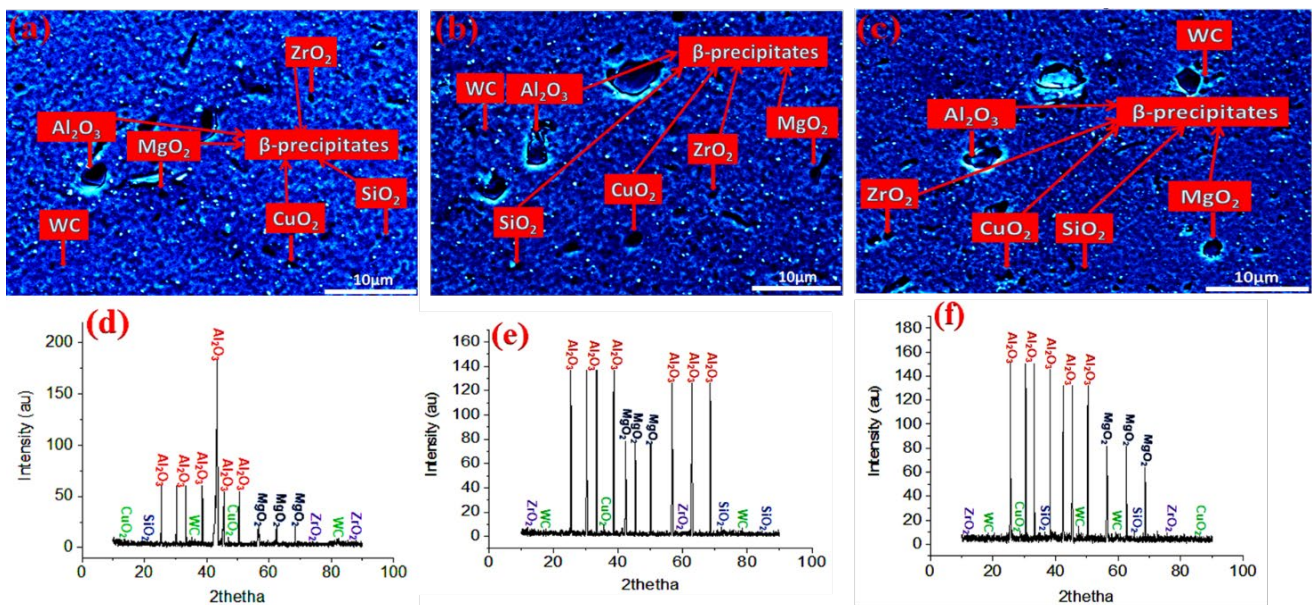 (a)
ZrO₂
Al₂O₃
MgO₂
β-precipitates
SiO₂
WC
CuO₂
10μm
(b)
β-precipitates
WC
Al₂O₃
MgO₂
ZrO₂
CuO₂
SiO₂
10μm
(c)
WC
β-precipitates
Al₂O₃
ZrO₂
MgO₂
CuO₂
SiO₂
10μm
(d)
Intensity (au)
200
150
100
50
0
CuO₂
SiO₂
Al₂O₃
Al₂O₃
WC
Al₂O₃
Al₂O₃
Al₂O₃
CuO₂
Al₂O₃
MgO₂
MgO₂
MgO₂
ZrO₂
WC
ZrO₂
0 20 40 60 80 100
2thetha
(e)
Intensity (au)
160
140
120
100
80
60
40
20
0
ZrO₂
WC
Al₂O₃
Al₂O₃
CuO₂
Al₂O₃
MgO₂
MgO₂
MgO₂
Al₂O₃
ZrO₂
Al₂O₃
Al₂O₃
SiO₂
WC
SiO₂
0 20 40 60 80 100
2thetha
(f)
Intensity (au)
180
160
140
120
100
80
60
40
20
0
ZrO₂
WC
Al₂O₃
CuO₂
Al₂O₃
SiO₂
Al₂O₃
Al₂O₃
WC
Al₂O₃
MgO₂
WC
MgO₂
SiO₂
MgO₂
ZrO₂
CuO₂
0 20 40 60 80 100
2thetha